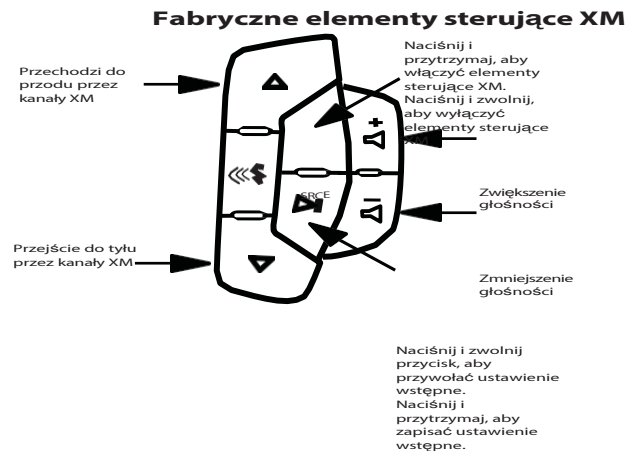 Fabryczne elementy sterujące XM
Przechodzi do
przodu przez
kanały XM
Naciśnij i
przytrzymaj, aby
włączyć elementy
sterujące XM.
Naciśnij i zwolnij,
aby wyłączyć
elementy sterujące
XM.
+
SRCE
Zwiększenie
głośności
Przejście do tyłu
przez kanały XM
Zmniejszenie
głośności
Naciśnij i zwolnij
przycisk, aby
przywołać ustawienie
wstępne.
Naciśnij i
przytrzymaj, aby
zapisać ustawienie
wstępne.